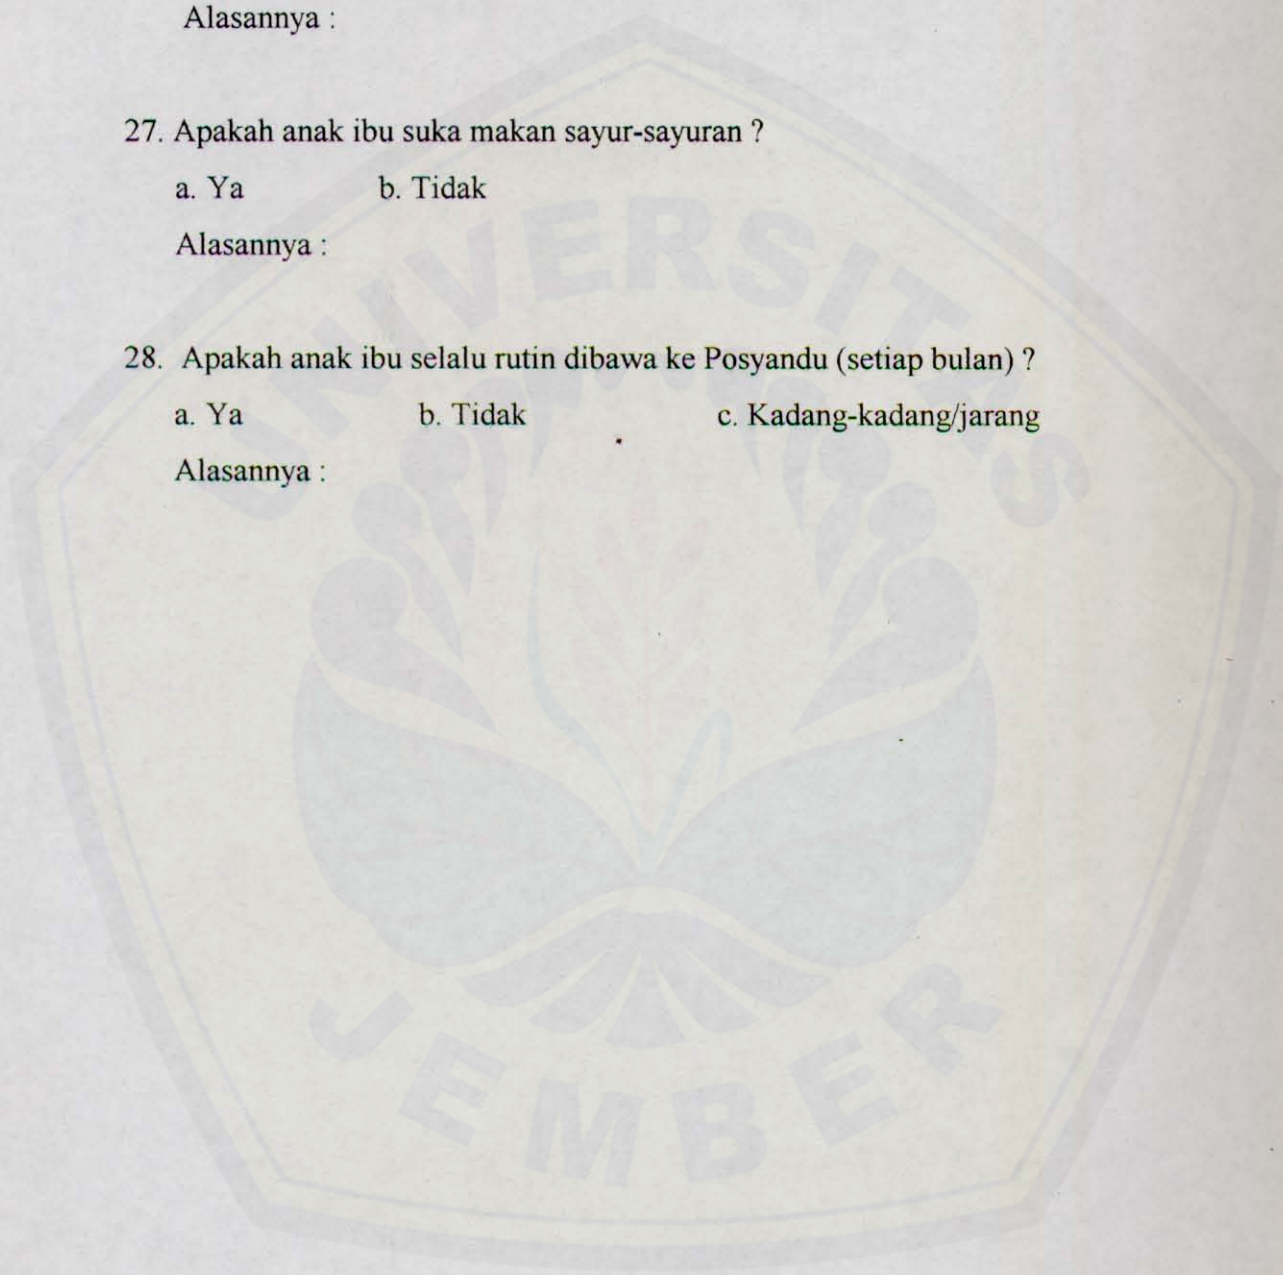 Alasannya :
27. Apakah anak ibu suka makan sayur-sayuran ?
a. Ya b. Tidak
Alasannya :
28. Apakah anak ibu selalu rutin dibawa ke Posyandu (setiap bulan) ?
a. Ya b. Tidak c. Kadang-kadang/jarang
Alasannya :
UNIVERSITAS
JEMBER